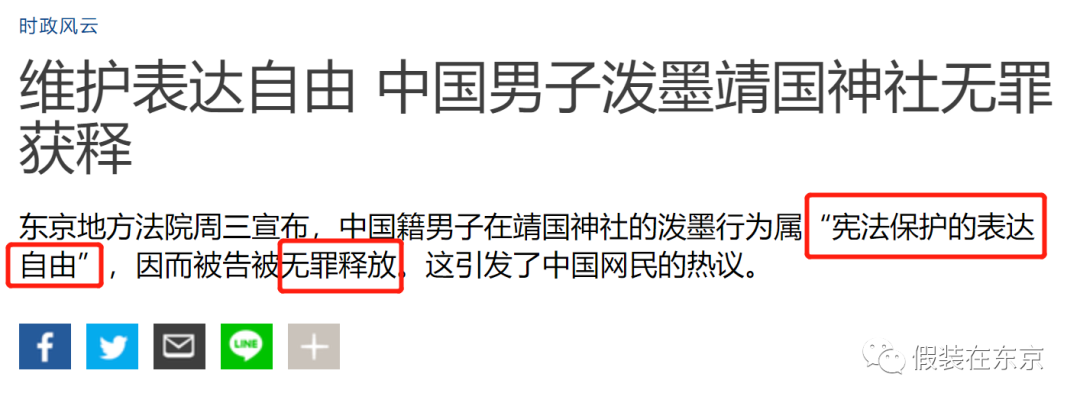 时政风云
维护表达自由 中国男子泼墨靖国神社无罪
获释
东京地方法院周三宣布，中国籍男子在靖国神社的泼墨行为属“宪法保护的表达
自由”，因而被告被无罪释放。这引发了中国网民的热议。
LINE
假装在东京